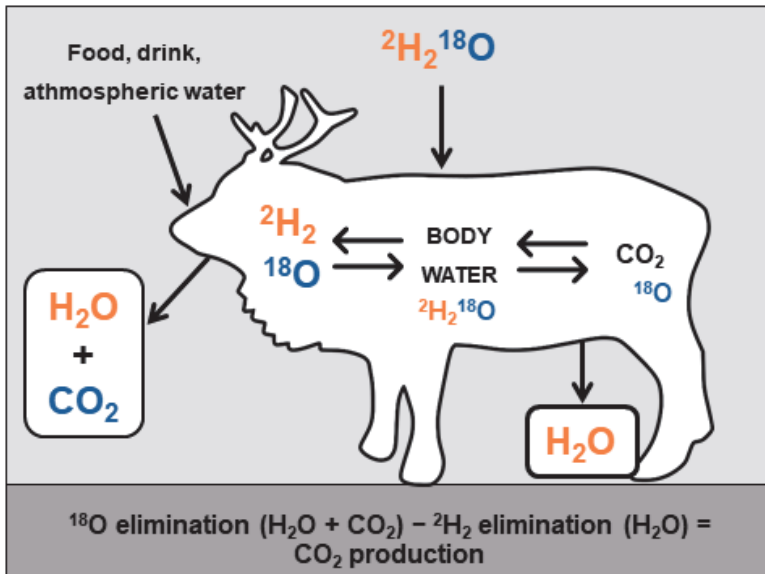 Food, drink,
athmospheric water
²H₂¹⁸O
²H₂
¹⁸O
BODY
WATER
²H₂¹⁸O
CO₂
¹⁸O
H₂O
+
CO₂
H₂O
¹⁸O elimination (H₂O + CO₂) − ²H₂ elimination (H₂O) =
CO₂ production